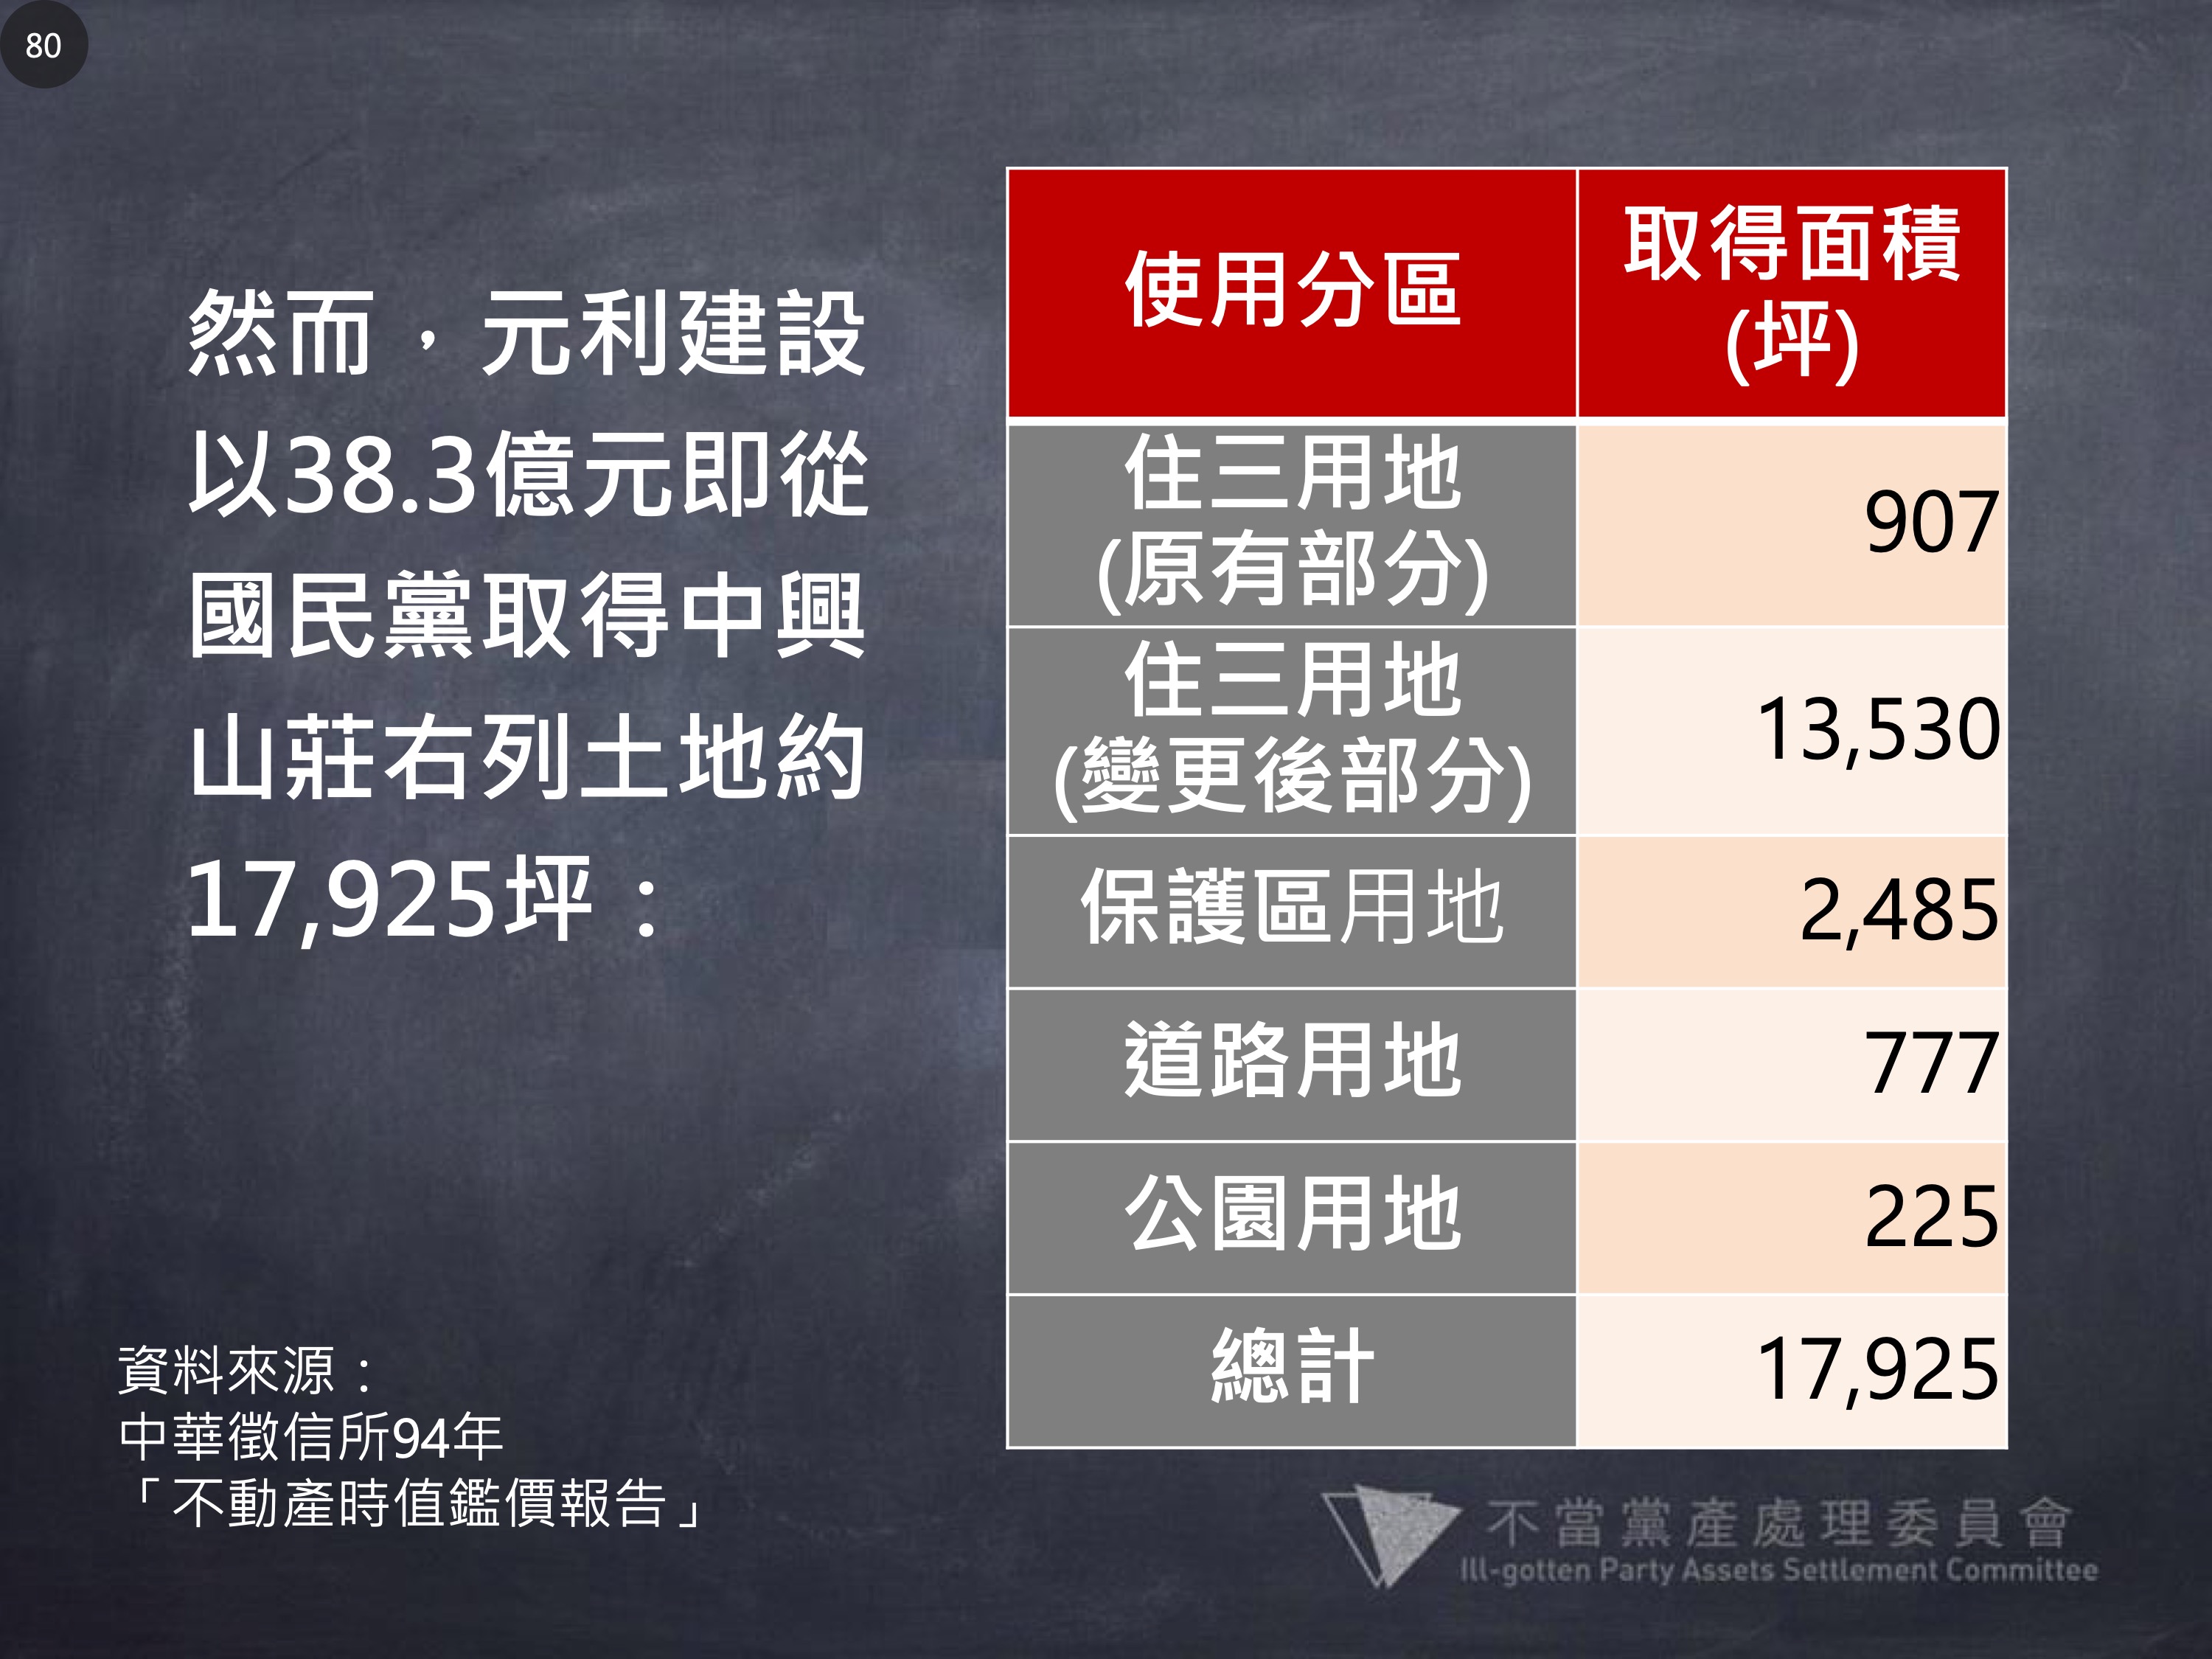 80
然而，元利建設
以38.3億元即從
國民黨取得中興
山莊右列土地約
17,925坪：
使用分區 取得面積
(坪)
住三用地
(原有部分) 907
住三用地
(變更後部分) 13,530
保護區用地 2,485
道路用地 777
公園用地 225
總計 17,925
資料來源：
中華徵信所94年
「不動產時值鑑價報告」
不當黨產處理委員會
Ill-gotten Party Assets Settlement Committee